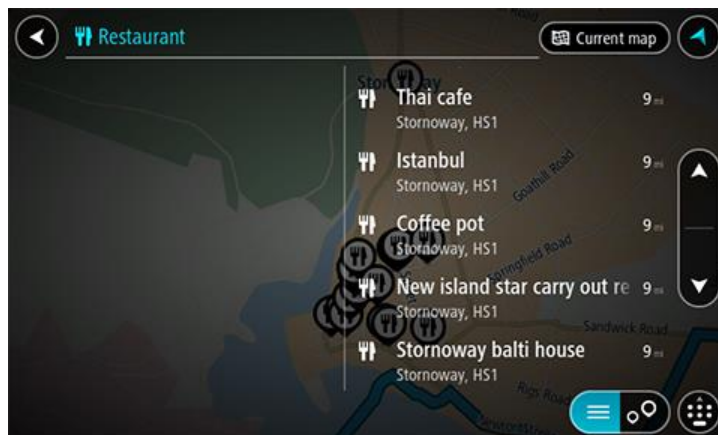 Restaurant
Current map
Thai cafe
9 mi
Stornoway, HS1
Istanbul
9 mi
Stornoway, HS1
Goathill Road
Coffee pot
9 mi
Stornoway, HS1
Springfield Road
New island star carry out re
9 mi
Stornoway, HS1
Sandwick Road
Stornoway balti house
9 mi
Stornoway, HS1
Rigs Road